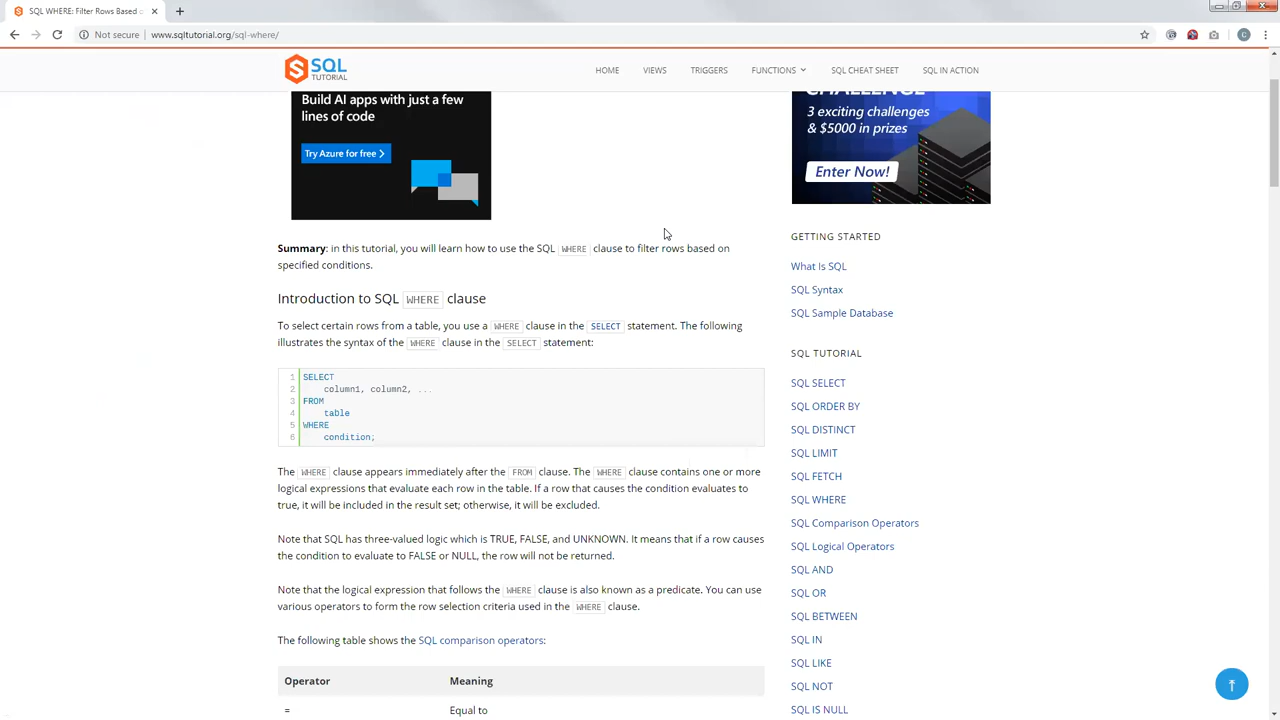 SQL WHERE: Filter Rows Based o
Not secure | www.sqltutorial.org/sql-where/
C
SQL
TUTORIAL
HOME VIEWS TRIGGERS FUNCTIONS SQL CHEAT SHEET SQL IN ACTION
Build AI apps with just a few
lines of code
Try Azure for free
CHALLENGE
3 exciting challenges
& $5000 in prizes
Enter Now!
Summary: in this tutorial, you will learn how to use the SQL WHERE clause to filter rows based on
specified conditions.
Introduction to SQL WHERE clause
To select certain rows from a table, you use a WHERE clause in the SELECT statement. The following
illustrates the syntax of the WHERE clause in the SELECT statement:
1 SELECT
2 column1, column2, ...
3 FROM
4 table
5 WHERE
6 condition;
The WHERE clause appears immediately after the FROM clause. The WHERE clause contains one or more
logical expressions that evaluate each row in the table. If a row that causes the condition evaluates to
true, it will be included in the result set; otherwise, it will be excluded.
Note that SQL has three-valued logic which is TRUE, FALSE, and UNKNOWN. It means that if a row causes
the condition to evaluate to FALSE or NULL, the row will not be returned.
Note that the logical expression that follows the WHERE clause is also known as a predicate. You can use
various operators to form the row selection criteria used in the WHERE clause.
The following table shows the SQL comparison operators:
Operator Meaning
= Equal to
GETTING STARTED
What Is SQL
SQL Syntax
SQL Sample Database
SQL TUTORIAL
SQL SELECT
SQL ORDER BY
SQL DISTINCT
SQL LIMIT
SQL FETCH
SQL WHERE
SQL Comparison Operators
SQL Logical Operators
SQL AND
SQL OR
SQL BETWEEN
SQL IN
SQL LIKE
SQL NOT
SQL IS NULL